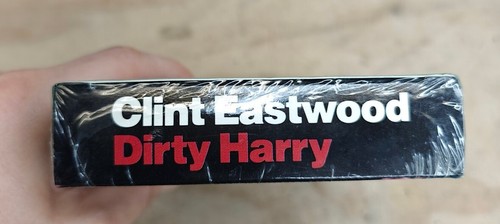 Clint Eastwood
Dirty Harry